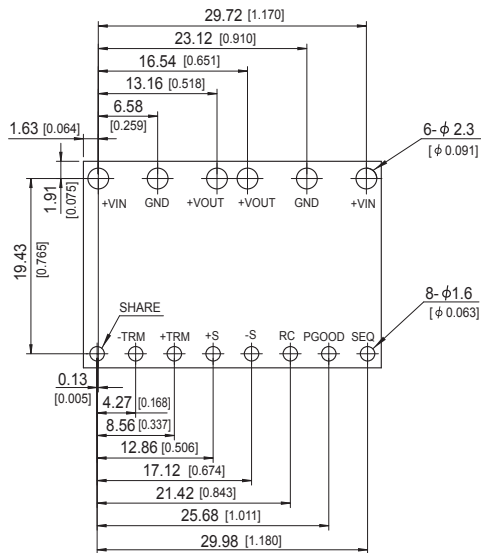 29.72 [1.170]
23.12 [0.910]
16.54 [0.651]
13.16 [0.518]
6.58
[0.259]
1.63 [0.064]
6-ϕ 2.3
[ϕ 0.091]
1.91
[0.075]
+VIN GND +VOUT +VOUT GND +VIN
19.43
[0.765]
SHARE
8-ϕ1.6
[ϕ 0.063]
-TRM +TRM +S -S RC PGOOD SEQ
0.13
[0.005]
4.27 [0.168]
8.56 [0.337]
12.86 [0.506]
17.12 [0.674]
21.42 [0.843]
25.68 [1.011]
29.98 [1.180]